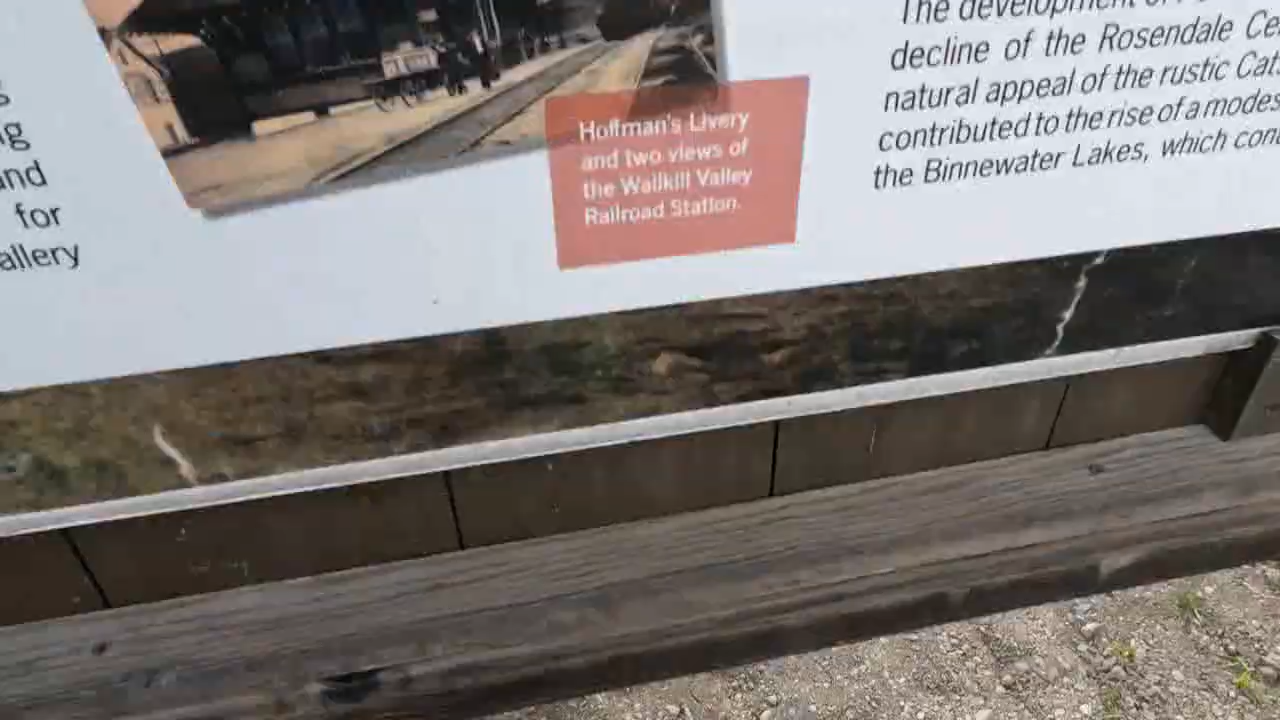 ng
and
for
allery
Hoffman's Livery
and two views of
the Wallkill Valley
Railroad Station.
The development of
decline of the Rosendale Ce
natural appeal of the rustic Cat
contributed to the rise of a modes
the Binnewater Lakes, which con